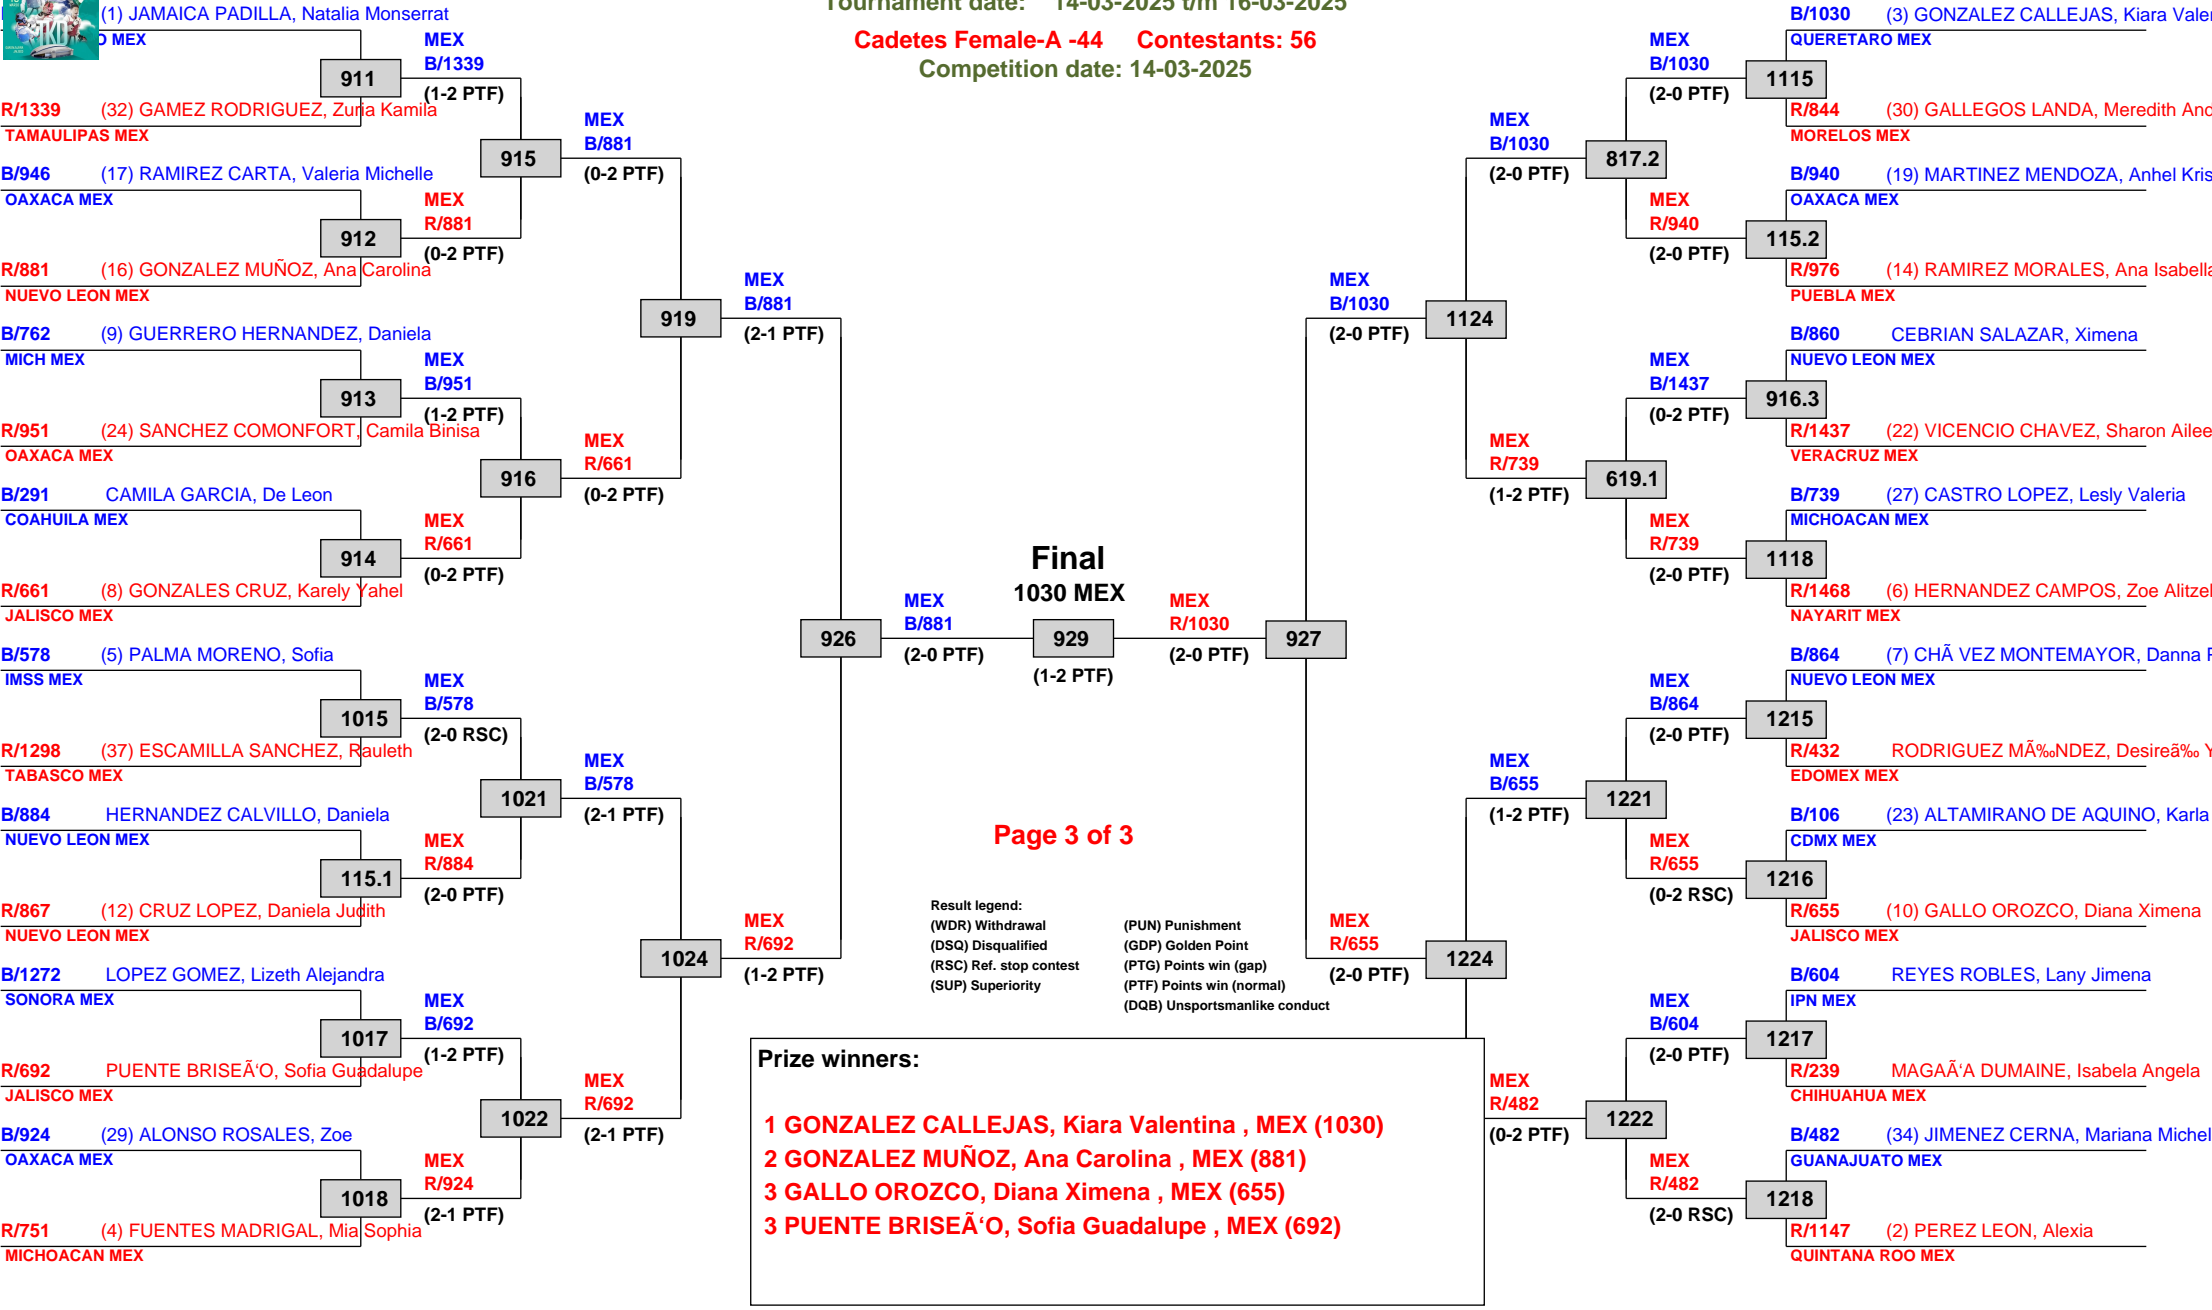 Tournament date: 14-03-2025 t/m 16-03-2025
Cadetes Female-A -44 Contestants: 56
Competition date: 14-03-2025
(1) JAMAICA PADILLA, Natalia Monserrat
MEX
R/1339 (32) GAMEZ RODRIGUEZ, Zuria Kamila
TAMAULIPAS MEX
B/946 (17) RAMIREZ CARTA, Valeria Michelle
OAXACA MEX
R/881 (16) GONZALEZ MUÑOZ, Ana Carolina
NUEVO LEON MEX
B/762 (9) GUERRERO HERNANDEZ, Daniela
MICH MEX
R/951 (24) SANCHEZ COMONFORT, Camila Binisa
OAXACA MEX
B/291 CAMILA GARCIA, De Leon
COAHUILA MEX
R/661 (8) GONZALES CRUZ, Karely Yahel
JALISCO MEX
B/578 (5) PALMA MORENO, Sofia
IMSS MEX
R/1298 (37) ESCAMILLA SANCHEZ, Rauleth
TABASCO MEX
B/884 HERNANDEZ CALVILLO, Daniela
NUEVO LEON MEX
R/867 (12) CRUZ LOPEZ, Daniela Judith
NUEVO LEON MEX
B/1272 LOPEZ GOMEZ, Lizeth Alejandra
SONORA MEX
R/692 PUENTE BRISEÃ‘O, Sofia Guadalupe
JALISCO MEX
B/924 (29) ALONSO ROSALES, Zoe
OAXACA MEX
R/751 (4) FUENTES MADRIGAL, Mia Sophia
MICHOACAN MEX
911
MEX
B/1339
(1-2 PTF)
912
MEX
R/881
(0-2 PTF)
913
MEX
B/951
(1-2 PTF)
914
MEX
R/661
(0-2 PTF)
1015
MEX
B/578
(2-0 RSC)
115.1
MEX
R/884
(2-0 PTF)
1017
MEX
B/692
(1-2 PTF)
1018
MEX
R/924
(2-1 PTF)
915
MEX
B/881
(0-2 PTF)
916
MEX
R/661
(0-2 PTF)
1021
MEX
B/578
(2-1 PTF)
1022
MEX
R/692
(2-1 PTF)
919
MEX
B/881
(2-1 PTF)
1024
MEX
R/692
(1-2 PTF)
926
MEX
B/881
(2-0 PTF)
Final
1030 MEX
929
(1-2 PTF)
MEX
R/1030
(2-0 PTF)
927
MEX
B/1030
(2-0 PTF)
1124
MEX
R/655
(2-0 PTF)
1224
MEX
B/1030
(2-0 PTF)
817.2
MEX
R/739
(1-2 PTF)
619.1
MEX
B/655
(1-2 PTF)
1221
MEX
R/482
(0-2 PTF)
1222
MEX
B/1030
(2-0 PTF)
1115
MEX
R/940
(2-0 PTF)
115.2
MEX
B/1437
(0-2 PTF)
916.3
MEX
R/739
(2-0 PTF)
1118
MEX
B/864
(2-0 PTF)
1215
MEX
R/655
(0-2 RSC)
1216
MEX
B/604
(2-0 PTF)
1217
MEX
R/482
(2-0 RSC)
1218
B/1030 (3) GONZALEZ CALLEJAS, Kiara Valer
QUERETARO MEX
R/844 (30) GALLEGOS LANDA, Meredith And
MORELOS MEX
B/940 (19) MARTINEZ MENDOZA, Anhel Kris
OAXACA MEX
R/976 (14) RAMIREZ MORALES, Ana Isabella
PUEBLA MEX
B/860 CEBRIAN SALAZAR, Ximena
NUEVO LEON MEX
R/1437 (22) VICENCIO CHAVEZ, Sharon Ailee
VERACRUZ MEX
B/739 (27) CASTRO LOPEZ, Lesly Valeria
MICHOACAN MEX
R/1468 (6) HERNANDEZ CAMPOS, Zoe Alitzel
NAYARIT MEX
B/864 (7) CHÃ VEZ MONTEMAYOR, Danna P
NUEVO LEON MEX
R/432 RODRIGUEZ MÃ‰NDEZ, Desireã‰ Y
EDOMEX MEX
B/106 (23) ALTAMIRANO DE AQUINO, Karla
CDMX MEX
R/655 (10) GALLO OROZCO, Diana Ximena
JALISCO MEX
B/604 REYES ROBLES, Lany Jimena
IPN MEX
R/239 MAGAÃ‘A DUMAINE, Isabela Angela
CHIHUAHUA MEX
B/482 (34) JIMENEZ CERNA, Mariana Michel
GUANAJUATO MEX
R/1147 (2) PEREZ LEON, Alexia
QUINTANA ROO MEX
Page 3 of 3
Result legend:
(WDR) Withdrawal (PUN) Punishment
(DSQ) Disqualified (GDP) Golden Point
(RSC) Ref. stop contest (PTG) Points win (gap)
(SUP) Superiority (PTF) Points win (normal)
(DQB) Unsportsmanlike conduct
Prize winners:
1 GONZALEZ CALLEJAS, Kiara Valentina , MEX (1030)
2 GONZALEZ MUÑOZ, Ana Carolina , MEX (881)
3 GALLO OROZCO, Diana Ximena , MEX (655)
3 PUENTE BRISEÃ‘O, Sofia Guadalupe , MEX (692)